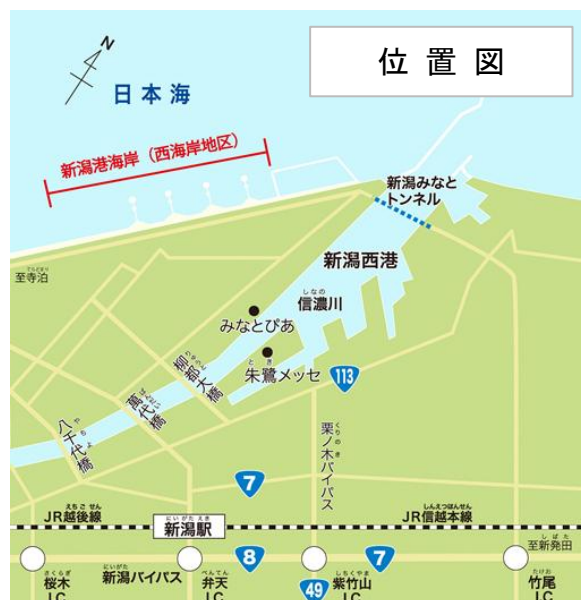 位置図
N
日本海
新潟港海岸（西海岸地区）
新潟みなと
トンネル
新潟西港
てらどまり
至寺泊
しなの
信濃川
みなとぴあ
とき
朱鷺メッセ
113
りゅうと
柳都大橋
ばんだい
萬代橋
やちよ
八千代橋
くりのき
栗ノ木バイパス
7
えちごせん
JR越後線
にいがたえき
新潟駅
しんえつほんせん
JR信越本線
しばた
至新発田
8
7
さくらぎ
桜木
I.C
にいがた
新潟バイパス
べんてん
弁天
I.C
49
しちくやま
紫竹山
I.C
たけお
竹尾
I.C